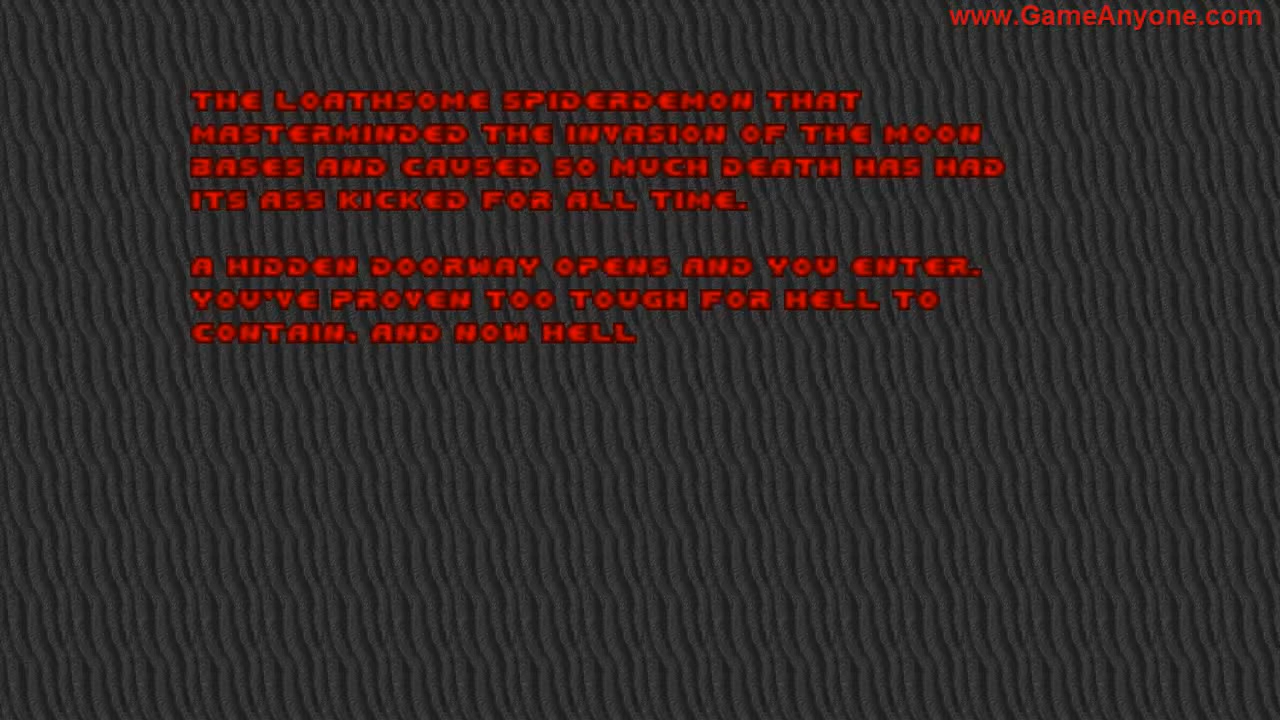 www.GameAnyone.com
THE LOATHSOME SPIDERDEMON THAT
MASTERMINDED THE INVASION OF THE MOON
BASES AND CAUSED SO MUCH DEATH HAS HAD
ITS ASS KICKED FOR ALL TIME.
A HIDDEN DOORWAY OPENS AND YOU ENTER.
YOU'VE PROVEN TOO TOUGH FOR HELL TO
CONTAIN, AND NOW HELL